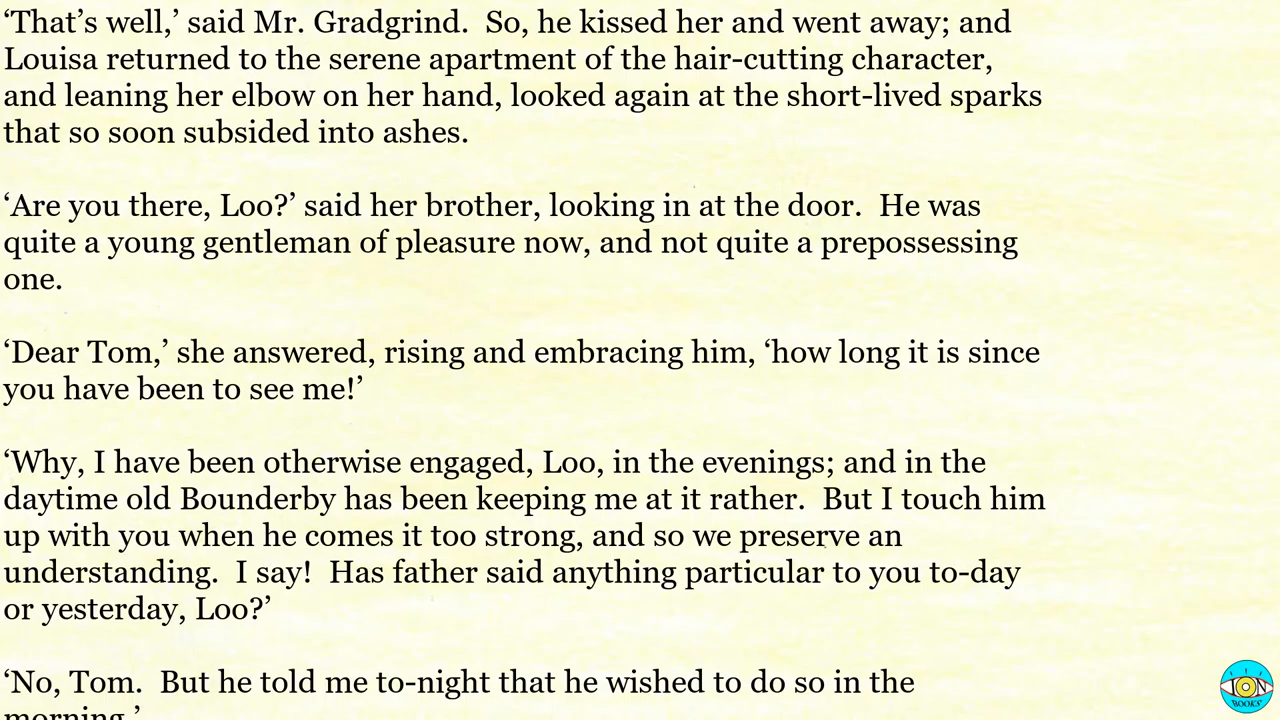 ‘That’s well,’ said Mr. Gradgrind.  So, he kissed her and went away; and
Louisa returned to the serene apartment of the hair-cutting character,
and leaning her elbow on her hand, looked again at the short-lived sparks
that so soon subsided into ashes.
‘Are you there, Loo?’ said her brother, looking in at the door.  He was
quite a young gentleman of pleasure now, and not quite a prepossessing
one.
‘Dear Tom,’ she answered, rising and embracing him, ‘how long it is since
you have been to see me!’
‘Why, I have been otherwise engaged, Loo, in the evenings; and in the
daytime old Bounderby has been keeping me at it rather.  But I touch him
up with you when he comes it too strong, and so we preserve an
understanding.  I say!  Has father said anything particular to you to-day
or yesterday, Loo?’
‘No, Tom.  But he told me to-night that he wished to do so in the
morning.’
ION
BOOKS